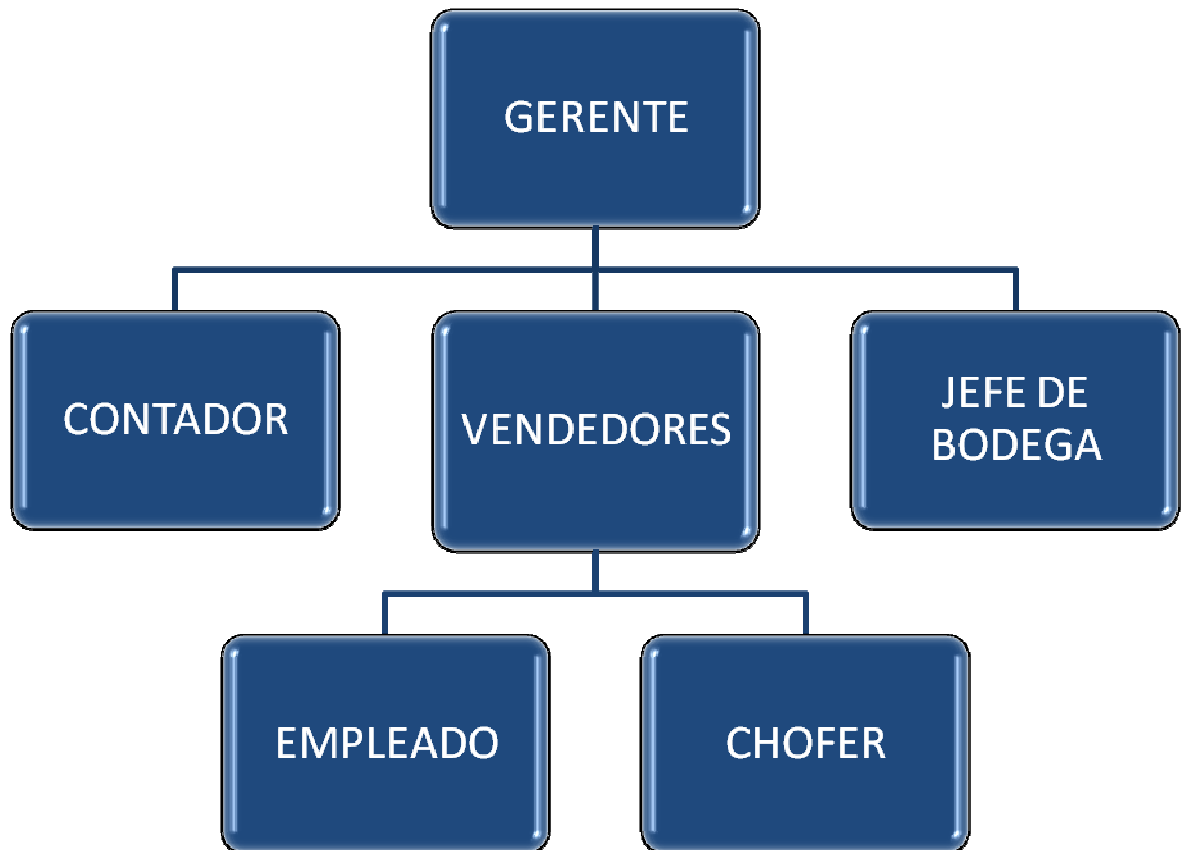 GERENTE
CONTADOR
VENDEDORES
JEFE DE
BODEGA
EMPLEADO
CHOFER